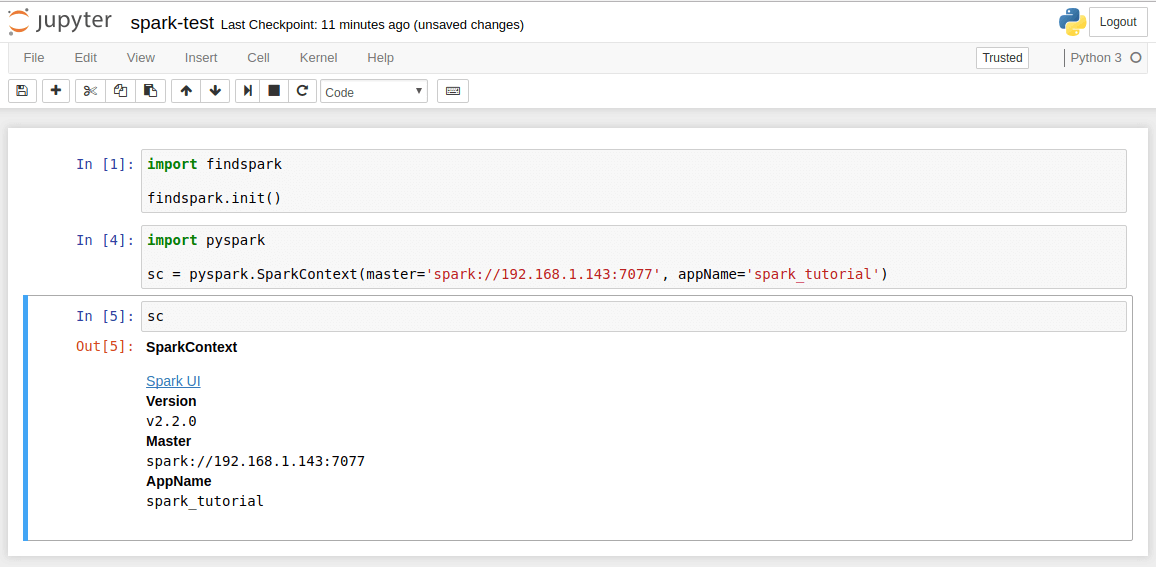 jupyter spark-test Last Checkpoint: 11 minutes ago (unsaved changes) Logout
File Edit View Insert Cell Kernel Help Trusted Python 3
Code
In [1]: import findspark
findspark.init()
In [4]: import pyspark
sc = pyspark.SparkContext(master='spark://192.168.1.143:7077', appName='spark_tutorial')
In [5]: sc
Out[5]: SparkContext
Spark UI
Version
v2.2.0
Master
spark://192.168.1.143:7077
AppName
spark_tutorial